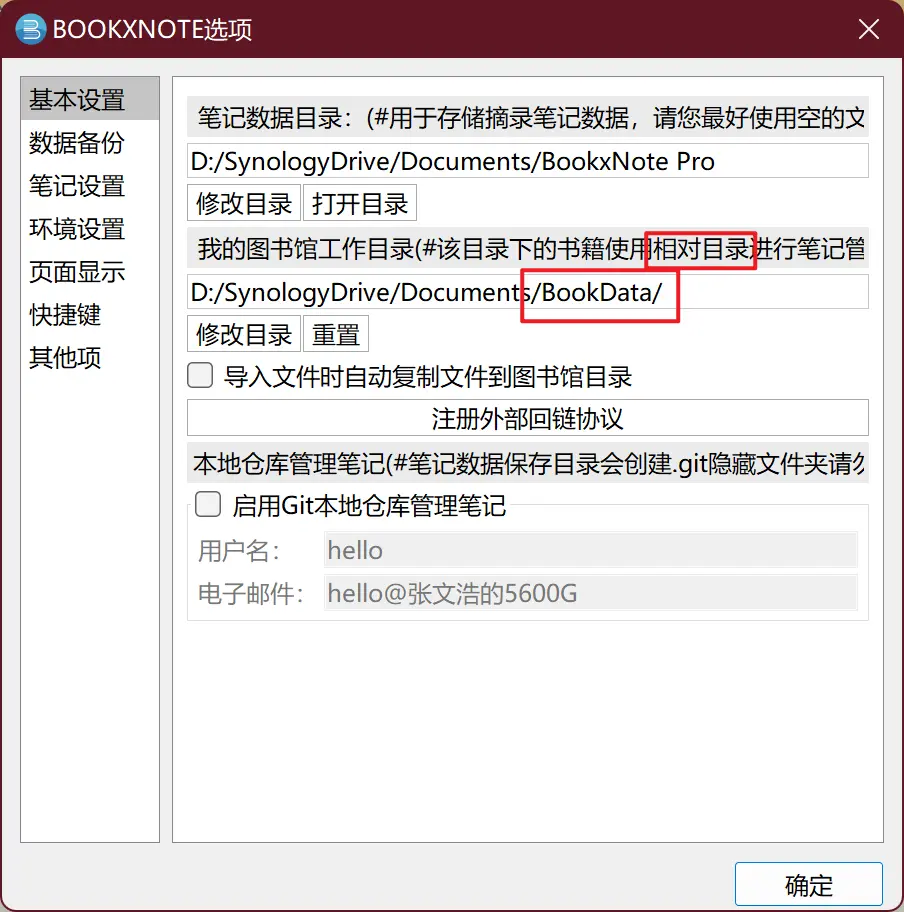 BOOKXNOTE选项
基本设置
数据备份
笔记设置
环境设置
页面显示
快捷键
其他项
笔记数据目录：(#用于存储摘录笔记数据，请您最好使用空的文
D:/SynologyDrive/Documents/BookxNote Pro
修改目录 打开目录
我的图书馆工作目录(#该目录下的书籍使用相对目录进行笔记管
D:/SynologyDrive/Documents/BookData/
修改目录 重置
导入文件时自动复制文件到图书馆目录
注册外部回链协议
本地仓库管理笔记(#笔记数据保存目录会创建.git隐藏文件夹请勿
启用Git本地仓库管理笔记
用户名： hello
电子邮件： hello@张文浩的5600G
确定